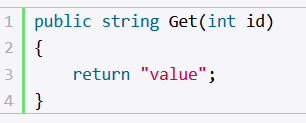 1 public string Get(int id)
2 {
3     return "value";
4 }